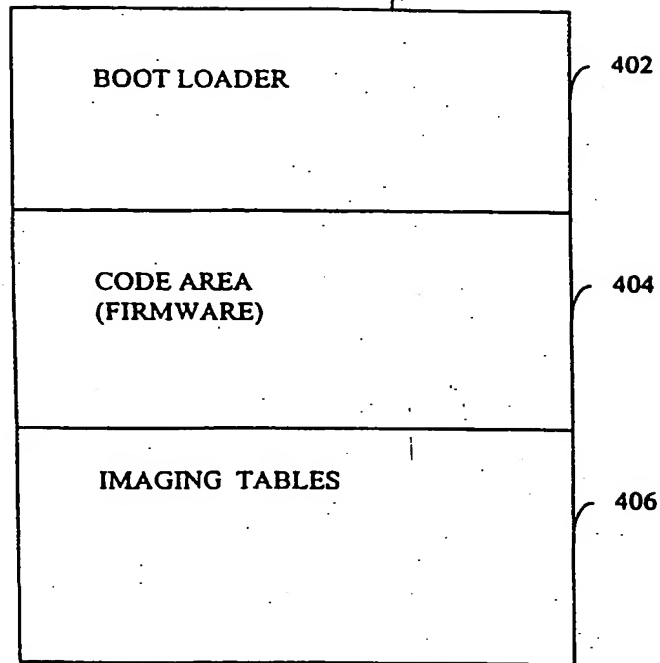 BOOT LOADER
402
CODE AREA
(FIRMWARE)
404
IMAGING TABLES
406